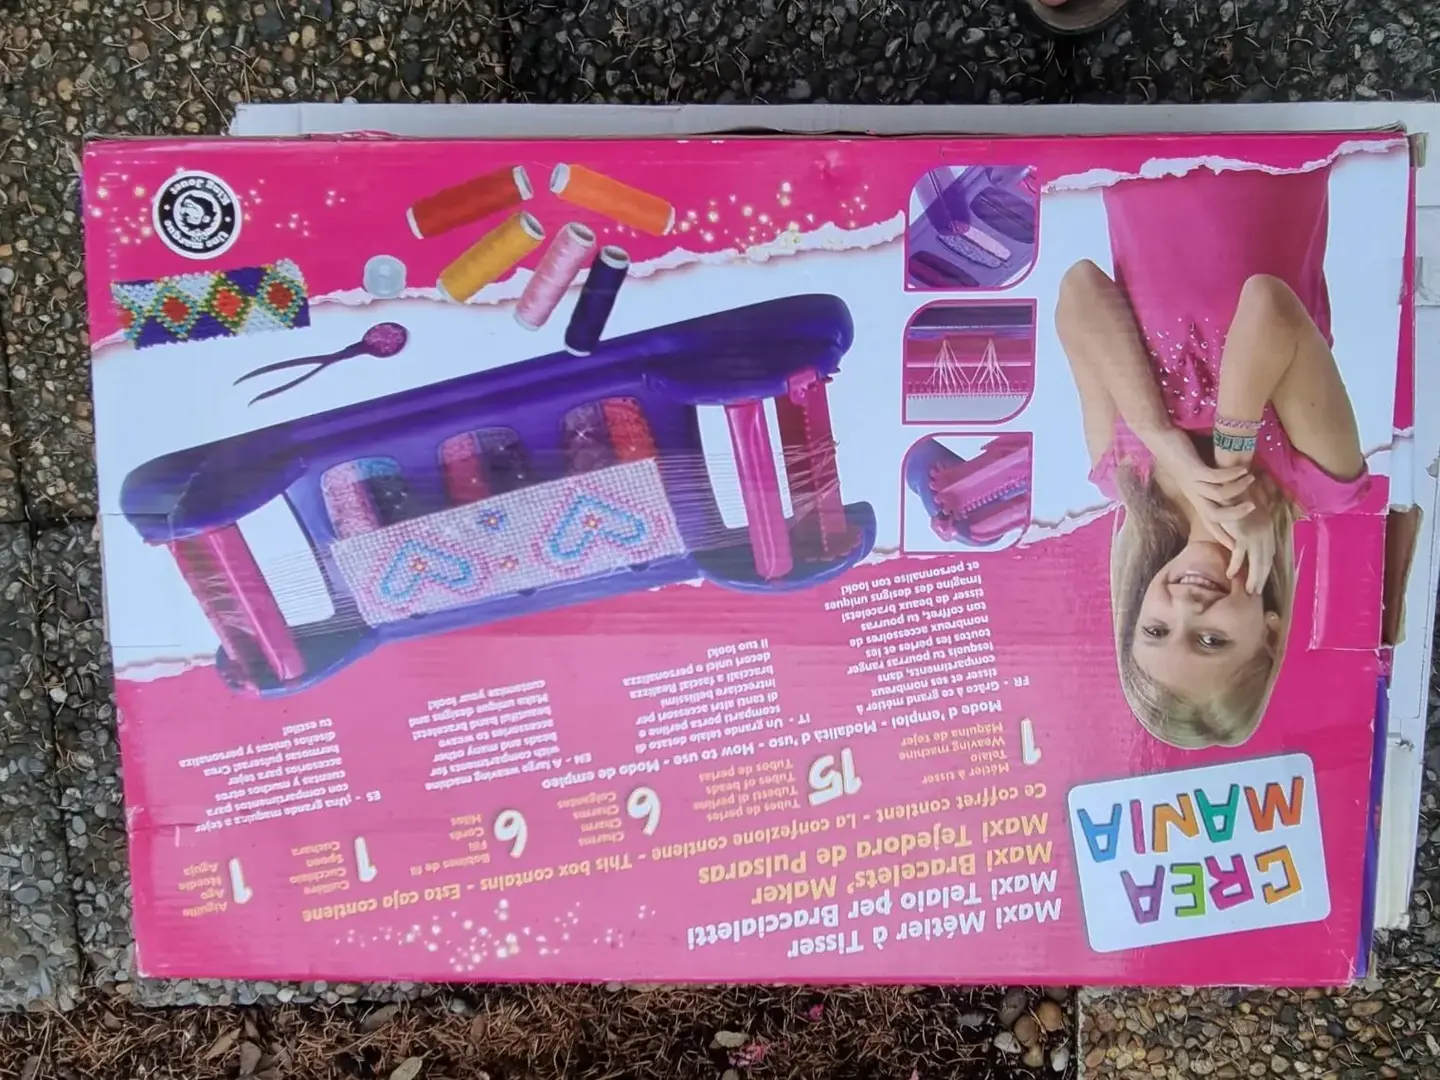 CREA
MANIA
Maxi Métier à Tisser
Maxi Telaio per Braccialetti
Maxi Bracelets' Maker
Maxi Tejedora de Pulsaras
Ce coffret contient - La confezione contiene - This box contains - Esta caja contiene
1
Métier à tisser
Telaio
Weaving machine
Máquina de tejer
15
Tubes de perles
Tubetti di perline
Tubes of beads
Tubos de perlas
6
Charms
Charm
Charms
Colgantes
6
Bobines de fil
Fili
Cords
Hilos
1
Cuillère
Cucchiaio
Spoon
Cuchara
1
Aiguille
Ago
Needle
Aguja
Mode d'emploi - Modalità d'uso - How to use - Modo de empleo
FR - Grâce à ce grand métier à
tisser et ses nombreux
compartiments, dans
lesquels tu pourras ranger
toutes les perles et les
nombreux accessoires de
ton coffret, tu pourras
tisser de beaux bracelets!
Imagine des designs uniques
et personnalise ton look!
IT - Un grande telaio dotato di
scomparti porta perline e
di tanti altri accessori per
intrecciare bellissimi
bracciali a fascia! Realizza
decori unici e personalizza
il tuo look!
EN - A large weaving machine
with compartments for
beads and many other
accessories to weave
beautiful band bracelets!
Make unique designs and
customize your look!
ES - ¡Una grande maquina a tejer
con compartimentos para
cuentas y muchos otros
accesorios para tejer
hermosas pulseras! Crea
diseños únicos y personaliza
tu estilo!
Une marque
King Jouet